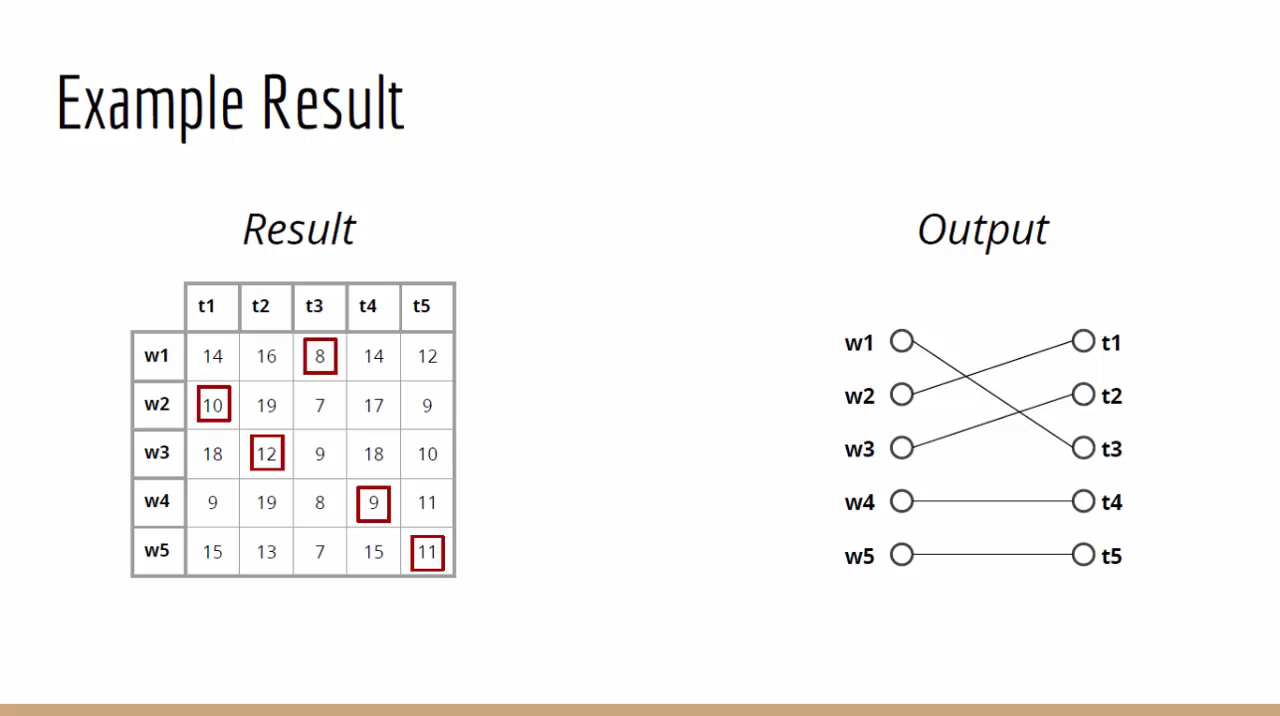 Example Result
Result
Output
t1 t2 t3 t4 t5
w1 14 16 8 14 12
w2 10 19 7 17 9
w3 18 12 9 18 10
w4 9 19 8 9 11
w5 15 13 7 15 11
w1 t1
w2 t2
w3 t3
w4 t4
w5 t5